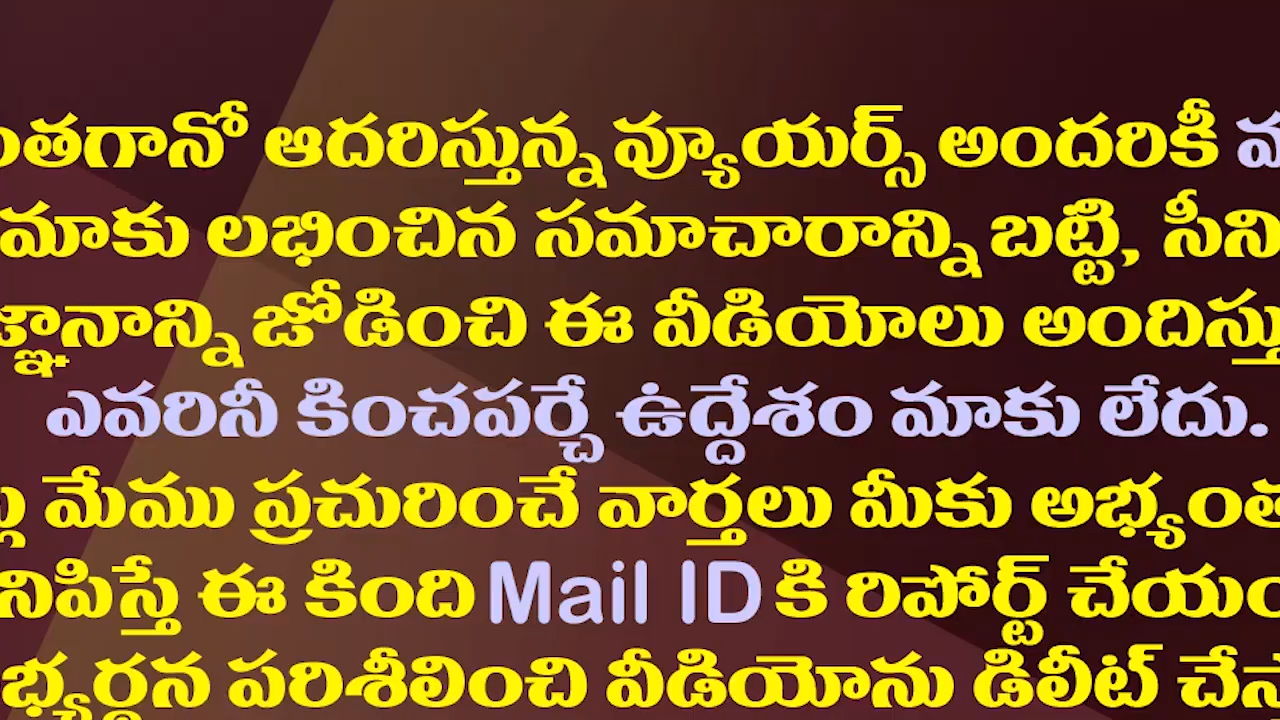 ఆదరిస్తున్న వ్యూయర్స్ అందరికీ
మాకు లభించిన సమాచారాన్ని బట్టి,
జోడించి ఈ వీడియోలు
ఎవరినీ కించపర్చే ఉద్దేశం మాకు లేదు.
మేము ప్రచురించే వార్తలు మీకు
ఈ కింది Mail ID కి రిపోర్ట్
పరిశీలించి వీడియోను డిలీట్